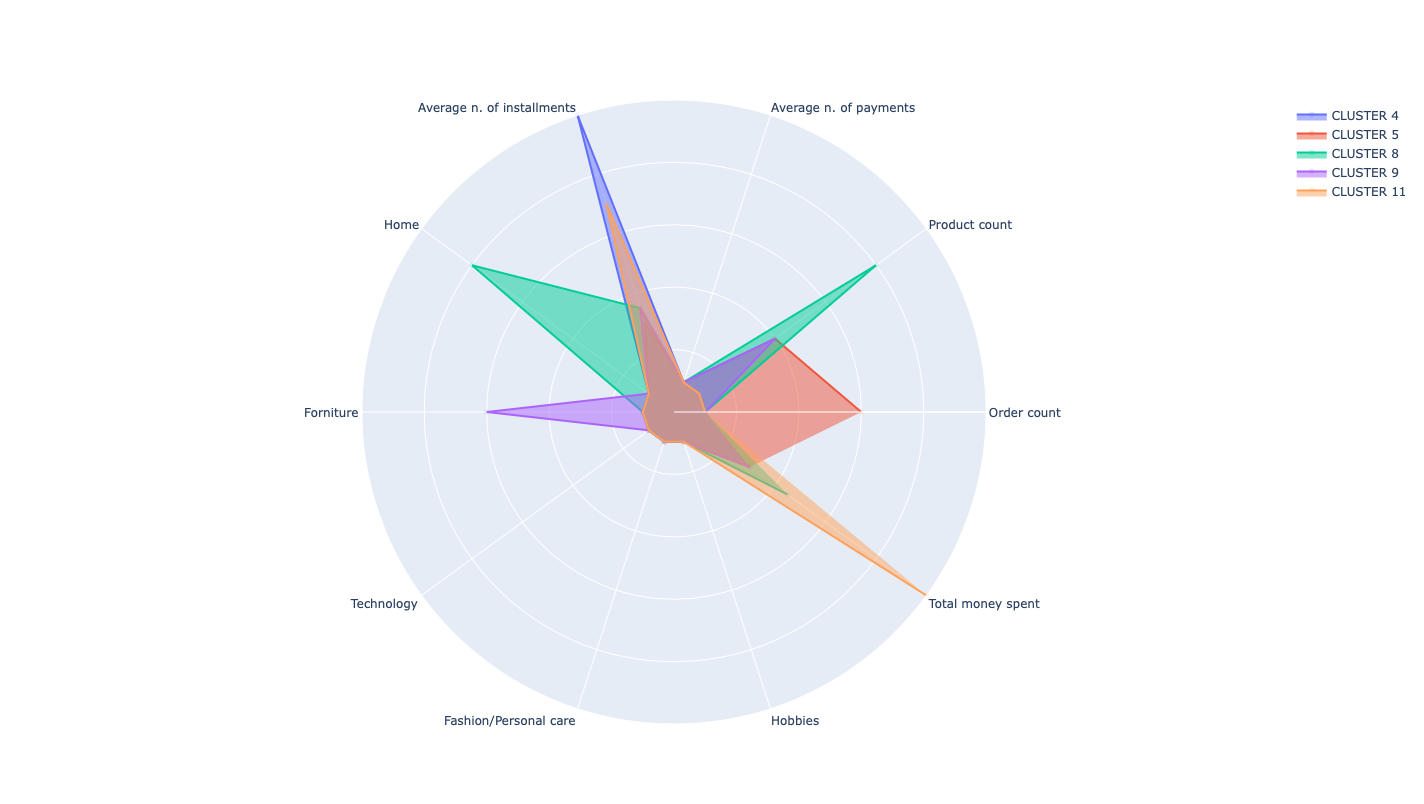 Average n. of installments
Average n. of payments
CLUSTER 4
CLUSTER 5
CLUSTER 8
CLUSTER 9
CLUSTER 11
Home
Product count
Forniture
Order count
Technology
Total money spent
Fashion/Personal care
Hobbies